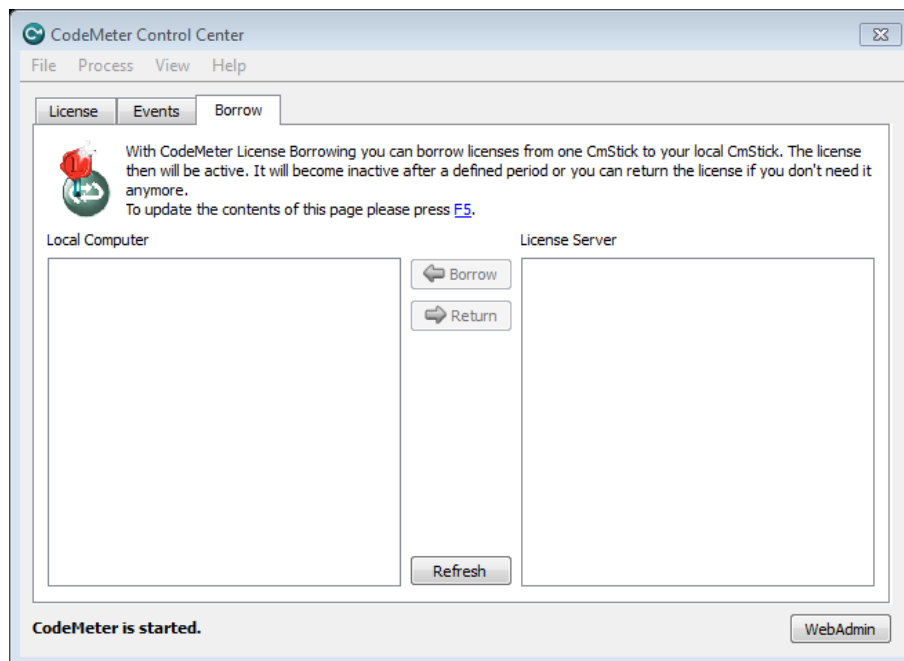 CodeMeter Control Center
File Process View Help
License Events Borrow
With CodeMeter License Borrowing you can borrow licenses from one CmStick to your local CmStick. The license
then will be active. It will become inactive after a defined period or you can return the license if you don't need it
anymore.
To update the contents of this page please press F5.
Local Computer License Server
Borrow
Return
Refresh
CodeMeter is started. WebAdmin